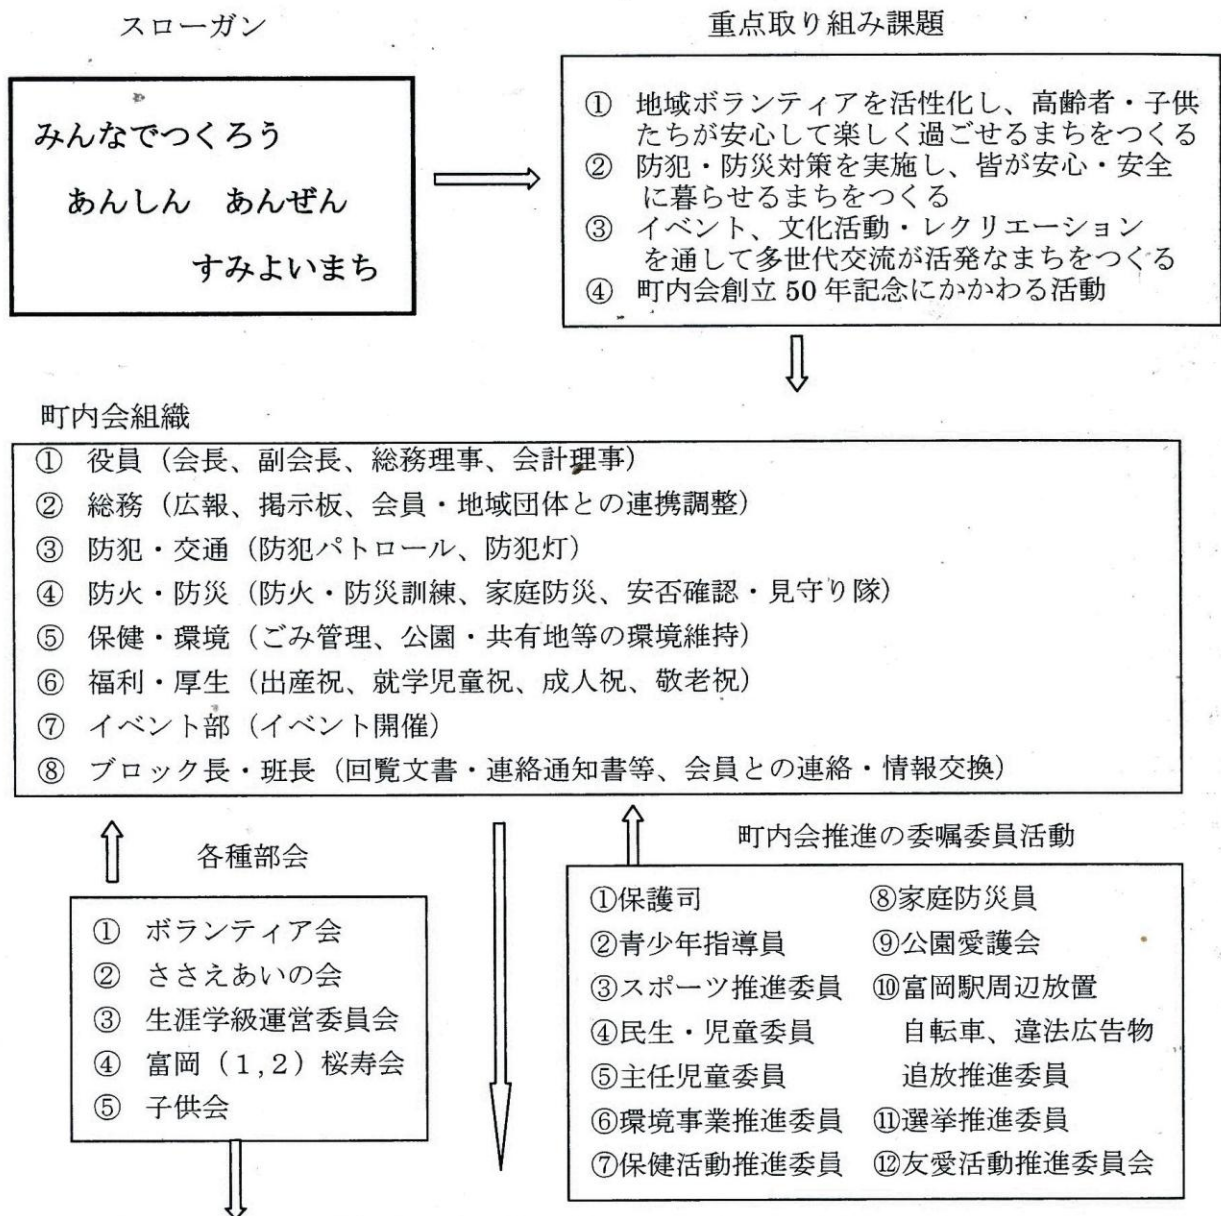 スローガン
みんなでつくろう
あんしん　あんぜん
すみよいまち
重点取り組み課題
① 地域ボランティアを活性化し、高齢者・子供
たちが安心して楽しく過ごせるまちをつくる
② 防犯・防災対策を実施し、皆が安心・安全
に暮らせるまちをつくる
③ イベント、文化活動・レクリエーション
を通して多世代交流が活発なまちをつくる
④ 町内会創立 50 年記念にかかわる活動
町内会組織
① 役員（会長、副会長、総務理事、会計理事）
② 総務（広報、掲示板、会員・地域団体との連携調整）
③ 防犯・交通（防犯パトロール、防犯灯）
④ 防火・防災（防火・防災訓練、家庭防災、安否確認・見守り隊）
⑤ 保健・環境（ごみ管理、公園・共有地等の環境維持）
⑥ 福利・厚生（出産祝、就学児童祝、成人祝、敬老祝）
⑦ イベント部（イベント開催）
⑧ ブロック長・班長（回覧文書・連絡通知書等、会員との連絡・情報交換）
各種部会
① ボランティア会
② ささえあいの会
③ 生涯学級運営委員会
④ 富岡（1,2）桜寿会
⑤ 子供会
町内会推進の委嘱委員活動
①保護司
②青少年指導員
③スポーツ推進委員
④民生・児童委員
⑤主任児童委員
⑥環境事業推進委員
⑦保健活動推進委員
⑧家庭防災員
⑨公園愛護会
⑩富岡駅周辺放置
自転車、違法広告物
追放推進委員
⑪選挙推進委員
⑫友愛活動推進委員会